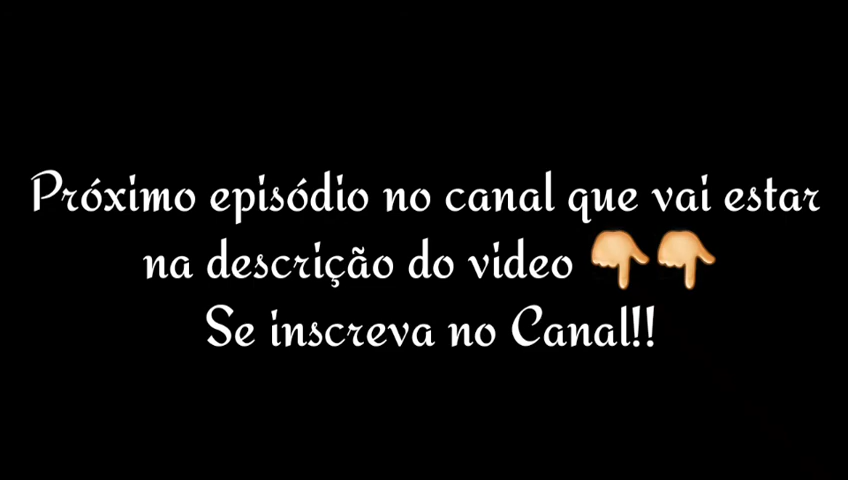 Próximo episódio no canal que vai estar
na descrição do video 👇🏼👇🏼
Se inscreva no Canal!!